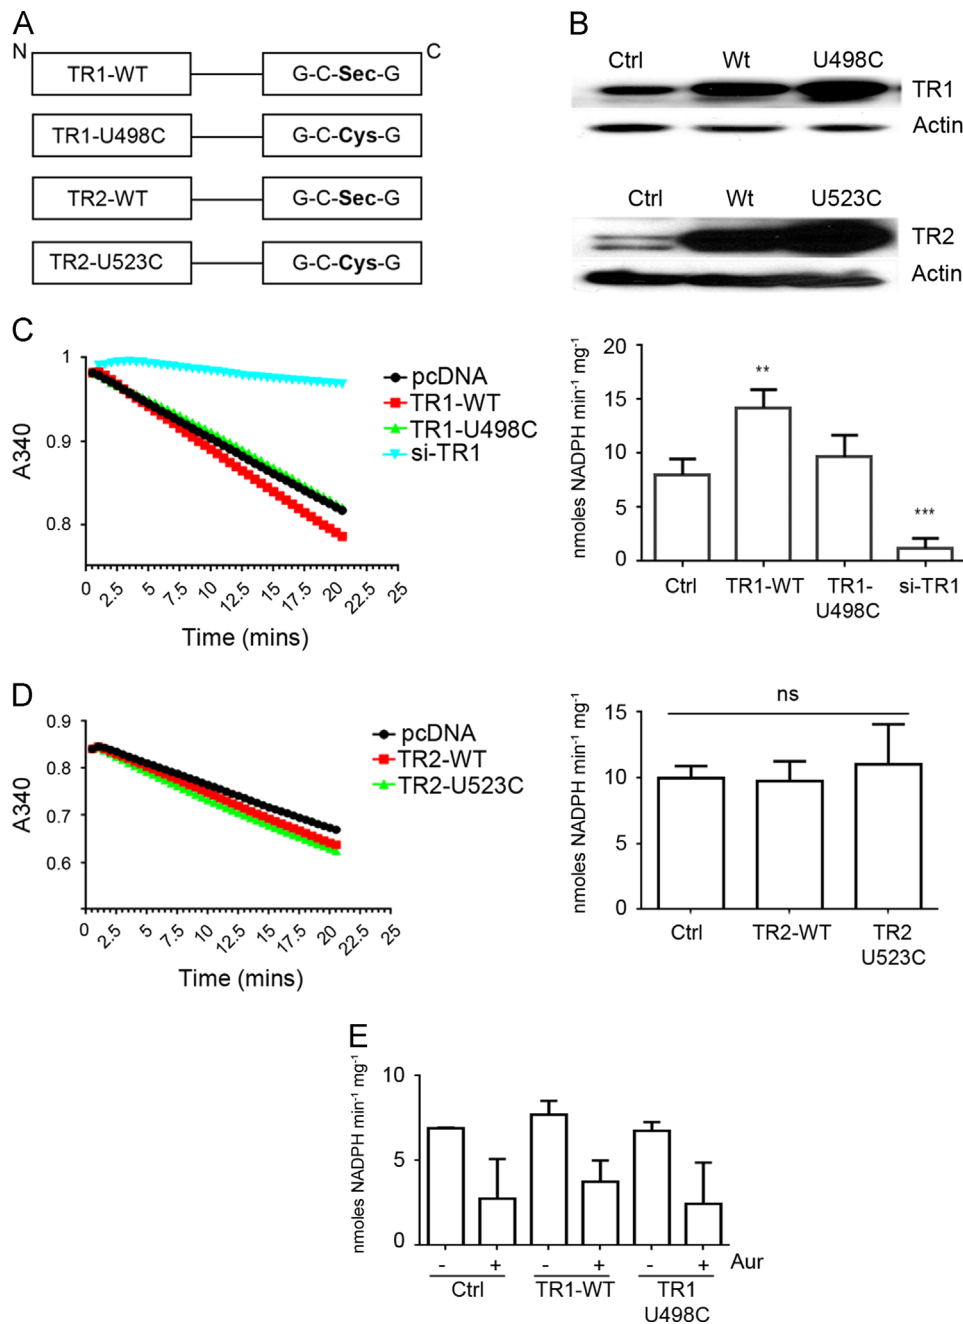 A
N
C
TR1-WT
G-C-Sec-G
TR1-U498C
G-C-Cys-G
TR2-WT
G-C-Sec-G
TR2-U523C
G-C-Cys-G
B
Ctrl Wt U498C
TR1
Actin
Ctrl Wt U523C
TR2
Actin
C
1
0.9
0.8
A340
0 2.5 5 7.5 10 12.5 15 17.5 20 22.5 25
Time (mins)
pcDNA
TR1-WT
TR1-U498C
si-TR1
nmoles NADPH min-1 mg-1
20
15
10
5
0
**
***
Ctrl TR1-WT TR1- si-TR1
U498C
D
0.9
0.8
0.7
0.6
A340
0 2.5 5 7.5 10 12.5 15 17.5 20 22.5 25
Time (mins)
pcDNA
TR2-WT
TR2-U523C
nmoles NADPH min-1 mg-1
15
10
5
0
ns
Ctrl TR2-WT TR2
U523C
E
nmoles NADPH min-1 mg-1
10
5
0
- + - + - + Aur
Ctrl TR1-WT TR1
U498C